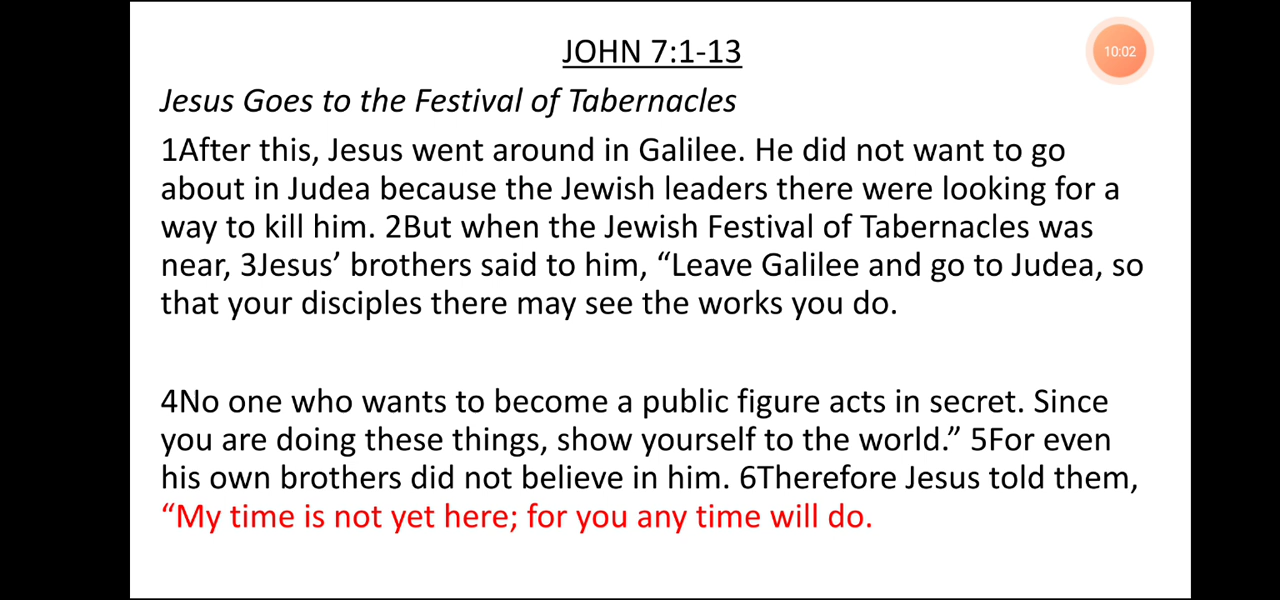 JOHN 7:1-13
10:02
Jesus Goes to the Festival of Tabernacles
1After this, Jesus went around in Galilee. He did not want to go
about in Judea because the Jewish leaders there were looking for a
way to kill him. 2But when the Jewish Festival of Tabernacles was
near, 3Jesus’ brothers said to him, “Leave Galilee and go to Judea, so
that your disciples there may see the works you do.
4No one who wants to become a public figure acts in secret. Since
you are doing these things, show yourself to the world.” 5For even
his own brothers did not believe in him. 6Therefore Jesus told them,
“My time is not yet here; for you any time will do.